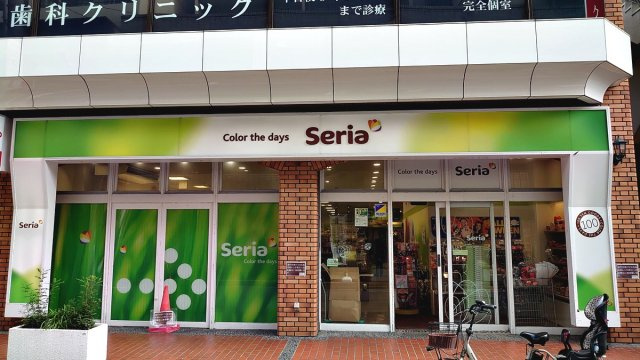 歯科クリニック
まで診療
完全個室
Color the days Seria
Color the days Seria
Seria
Seria
Color the days
Seria
100